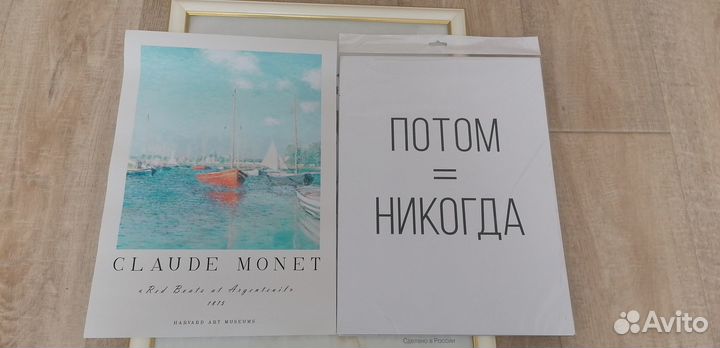 CLAUDE MONET
«Red Boats at Argenteuil»
1875
HARVARD ART MUSEUMS
ПОТОМ
=
НИКОГДА
Сделано в России
Avito